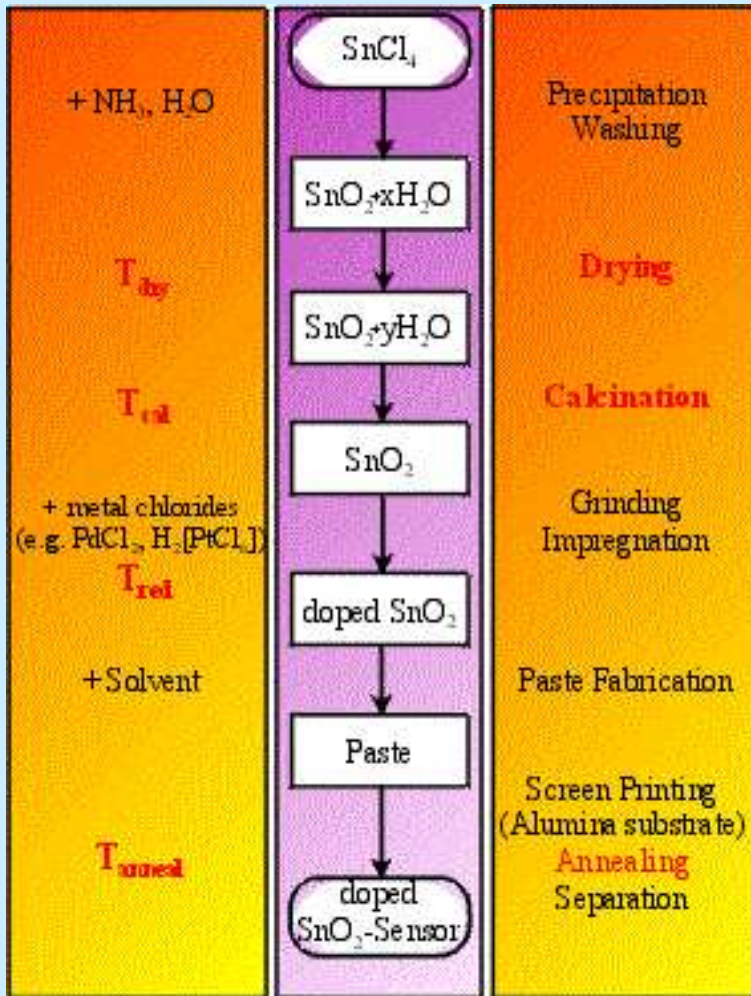 SnCl₄
+ NH₃, H₂O
Precipitation
Washing
SnO₂+xH₂O
T
Drying
SnO₂+yH₂O
T
Calcination
SnO₂
+ metal chlorides
(e.g. PdCl₂, H₂[PtCl₆])
T
Grinding
Impregnation
doped SnO₂
+Solvent
Paste Fabrication
Paste
T anneal
Screen Printing
(Alumina substrate)
Annealing
Separation
doped
SnO₂-Sensor